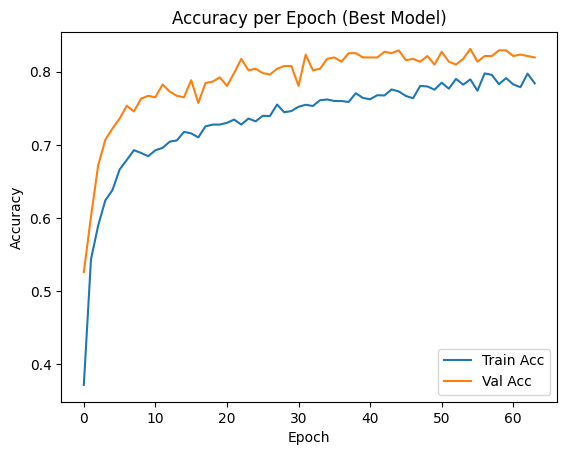 Accuracy per Epoch (Best Model)
0.8
0.7
0.6
0.5
0.4
Accuracy
0 10 20 30 40 50 60
Epoch
Train Acc
Val Acc